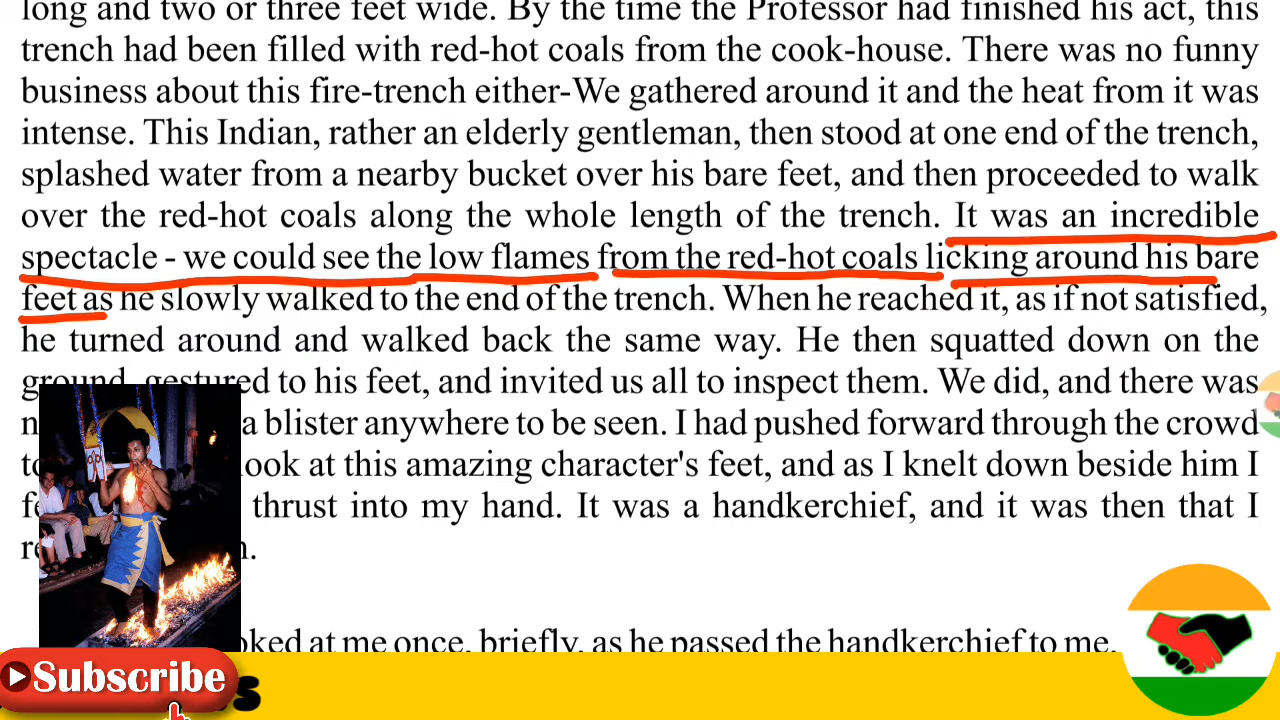 long and two or three feet wide. By the time the Professor had finished his act, this
trench had been filled with red-hot coals from the cook-house. There was no funny
business about this fire-trench either-We gathered around it and the heat from it was
intense. This Indian, rather an elderly gentleman, then stood at one end of the trench,
splashed water from a nearby bucket over his bare feet, and then proceeded to walk
over the red-hot coals along the whole length of the trench. It was an incredible
spectacle - we could see the low flames from the red-hot coals licking around his bare
feet as he slowly walked to the end of the trench. When he reached it, as if not satisfied,
he turned around and walked back the same way. He then squatted down on the
ground, gestured to his feet, and invited us all to inspect them. We did, and there was
a blister anywhere to be seen. I had pushed forward through the crowd
look at this amazing character's feet, and as I knelt down beside him I
thrust into my hand. It was a handkerchief, and it was then that I
at me once, briefly, as he passed the handkerchief to me.
Subscribe